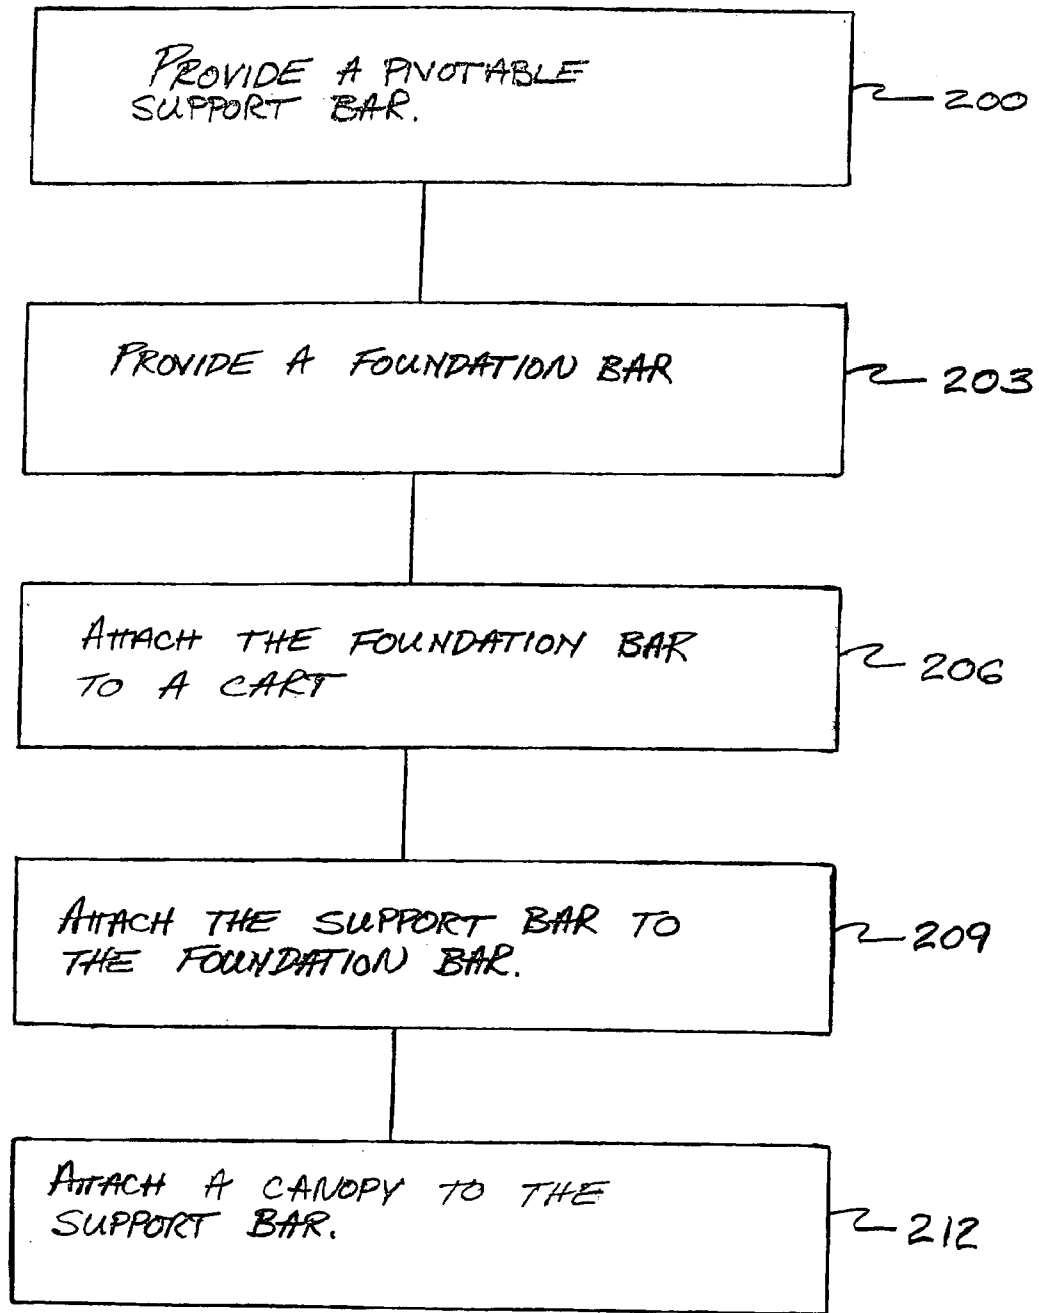 PROVIDE A PIVOTABLE
SUPPORT BAR.
200
PROVIDE A FOUNDATION BAR
203
ATTACH THE FOUNDATION BAR
TO A CART
206
ATTACH THE SUPPORT BAR TO
THE FOUNDATION BAR.
209
ATTACH A CANOPY TO THE
SUPPORT BAR.
212